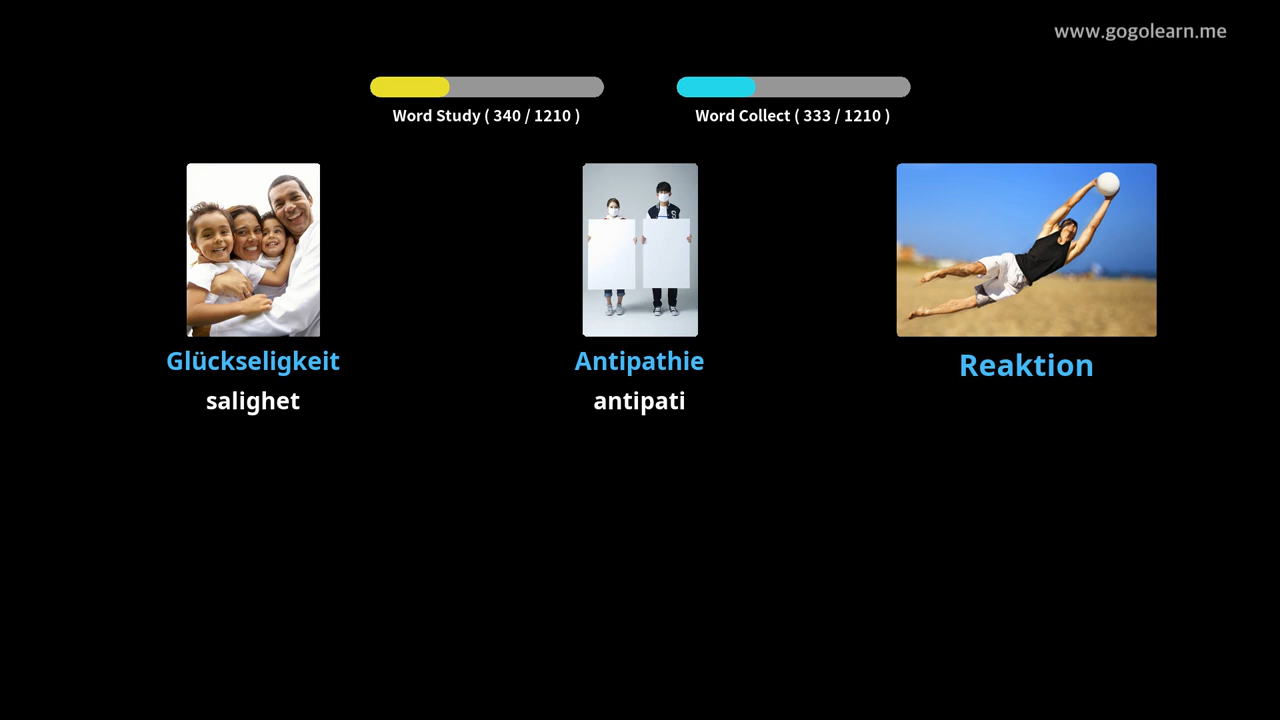 www.gogolearn.me
Word Study ( 340 / 1210 )
Word Collect ( 333 / 1210 )
Glückseligkeit
salighet
Antipathie
antipati
Reaktion